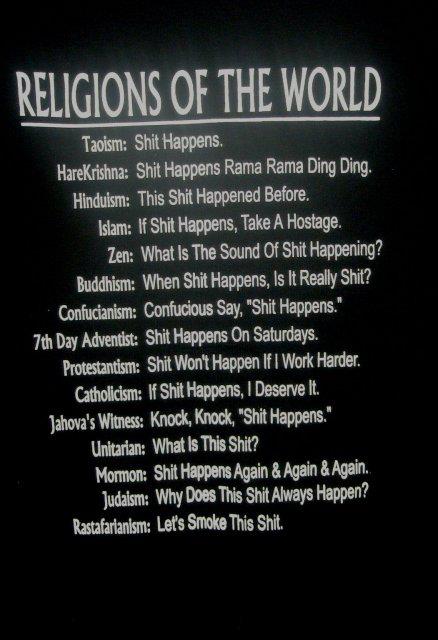 RELIGIONS OF THE WORLD
Taoism: Shit Happens.
HareKrishna: Shit Happens Rama Rama Ding Ding.
Hinduism: This Shit Happened Before.
Islam: If Shit Happens, Take A Hostage.
Zen: What Is The Sound Of Shit Happening?
Buddhism: When Shit Happens, Is It Really Shit?
Confucianism: Confucious Say, "Shit Happens."
7th Day Adventist: Shit Happens On Saturdays.
Protestantism: Shit Won't Happen If I Work Harder.
Catholicism: If Shit Happens, I Deserve It.
Jahova's Witness: Knock, Knock, "Shit Happens."
Unitarian: What Is This Shit?
Mormon: Shit Happens Again & Again & Again.
Judaism: Why Does This Shit Always Happen?
Rastafarianism: Let's Smoke This Shit.